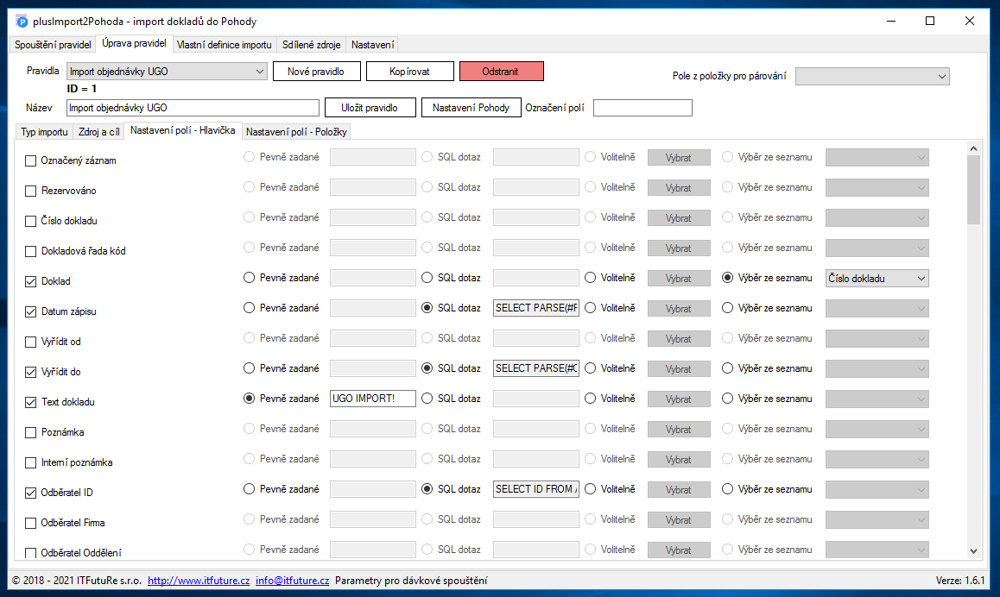 plusImport2Pohoda - import dokladů do Pohody
Spouštění pravidel Úprava pravidel Vlastní definice importu Sdílené zdroje Nastavení
Pravidla Import objednávky UGO Nové pravidlo Kopírovat Odstranit Pole z položky pro párování
ID = 1
Název Import objednávky UGO Uložit pravidlo Nastavení Pohody Označení polí
Typ importu Zdroj a cíl Nastavení polí - Hlavička Nastavení polí - Položky
Označený záznam Pevně zadané SQL dotaz Volitelně Vybrat Výběr ze seznamu
Rezervováno Pevně zadané SQL dotaz Volitelně Vybrat Výběr ze seznamu
Číslo dokladu Pevně zadané SQL dotaz Volitelně Vybrat Výběr ze seznamu
Dokladová řada kód Pevně zadané SQL dotaz Volitelně Vybrat Výběr ze seznamu
Doklad Pevně zadané SQL dotaz Volitelně Vybrat Výběr ze seznamu Číslo dokladu
Datum zápisu Pevně zadané SQL dotaz SELECT PARSE(#F Volitelně Vybrat Výběr ze seznamu
Vyřídit od Pevně zadané SQL dotaz Volitelně Vybrat Výběr ze seznamu
Vyřídit do Pevně zadané SQL dotaz SELECT PARSE(#C Volitelně Vybrat Výběr ze seznamu
Text dokladu Pevně zadané UGO IMPORT! SQL dotaz Volitelně Vybrat Výběr ze seznamu
Poznámka Pevně zadané SQL dotaz Volitelně Vybrat Výběr ze seznamu
Interní poznámka Pevně zadané SQL dotaz Volitelně Vybrat Výběr ze seznamu
Odběratel ID Pevně zadané SQL dotaz SELECT ID FROM Volitelně Vybrat Výběr ze seznamu
Odběratel Firma Pevně zadané SQL dotaz Volitelně Vybrat Výběr ze seznamu
Odběratel Oddělení Pevně zadané SQL dotaz Volitelně Vybrat Výběr ze seznamu
© 2018 - 2021 ITFutuRe s.r.o. http://www.itfuture.cz info@itfuture.cz Parametry pro dávkové spouštění Verze: 1.6.1